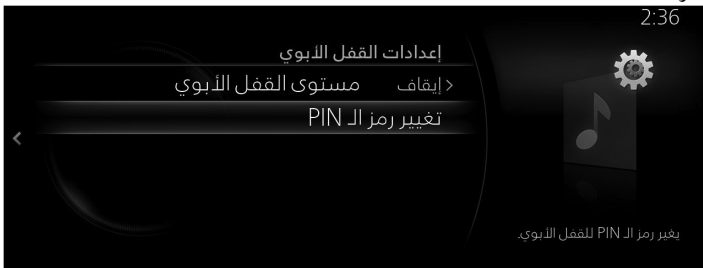 2:36
إعدادات القفل الأبوي
إيقاف مستوى القفل الأبوي
تغيير رمز الـ PIN
يغير رمز الـ PIN للقفل الأبوي.